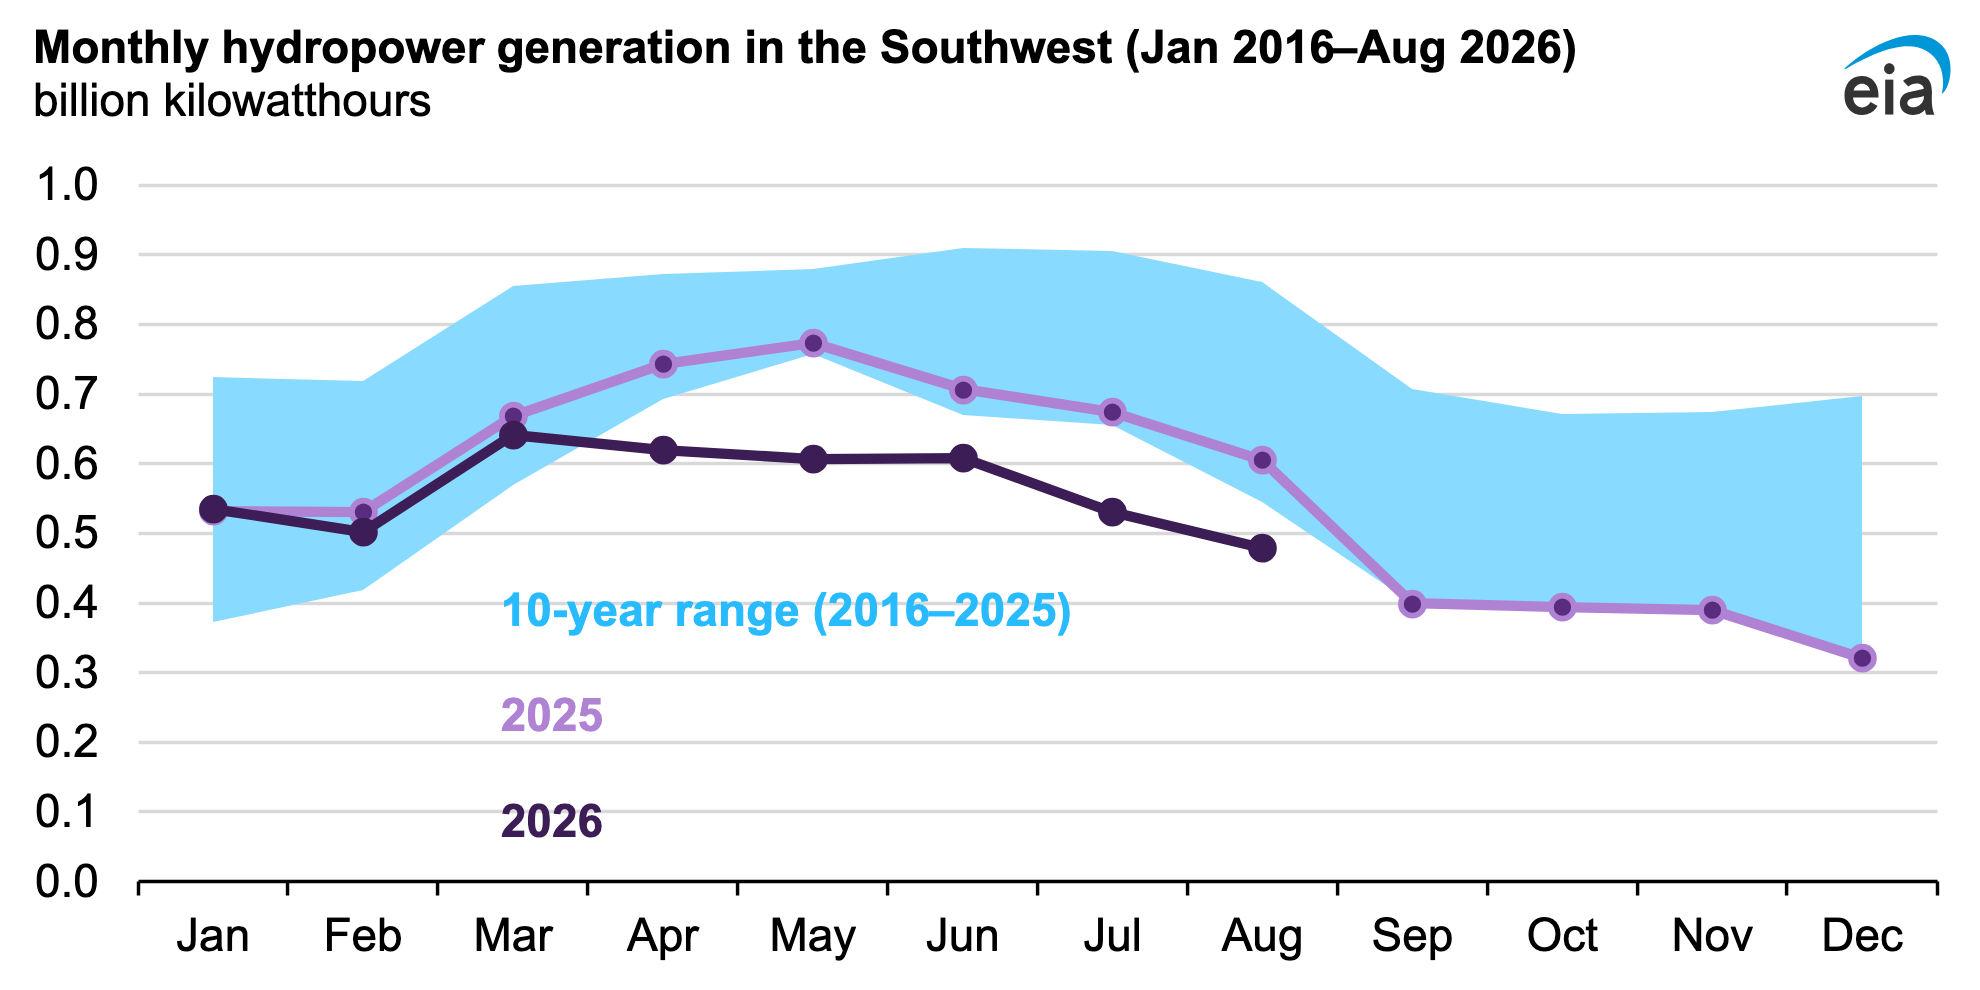 Monthly hydropower generation in the Southwest (Jan 2016–Aug 2026)
billion kilowatthours
eia
1.0
0.9
0.8
0.7
0.6
0.5
0.4
0.3
0.2
0.1
0.0
10-year range (2016–2025)
2025
2026
Jan Feb Mar Apr May Jun Jul Aug Sep Oct Nov Dec